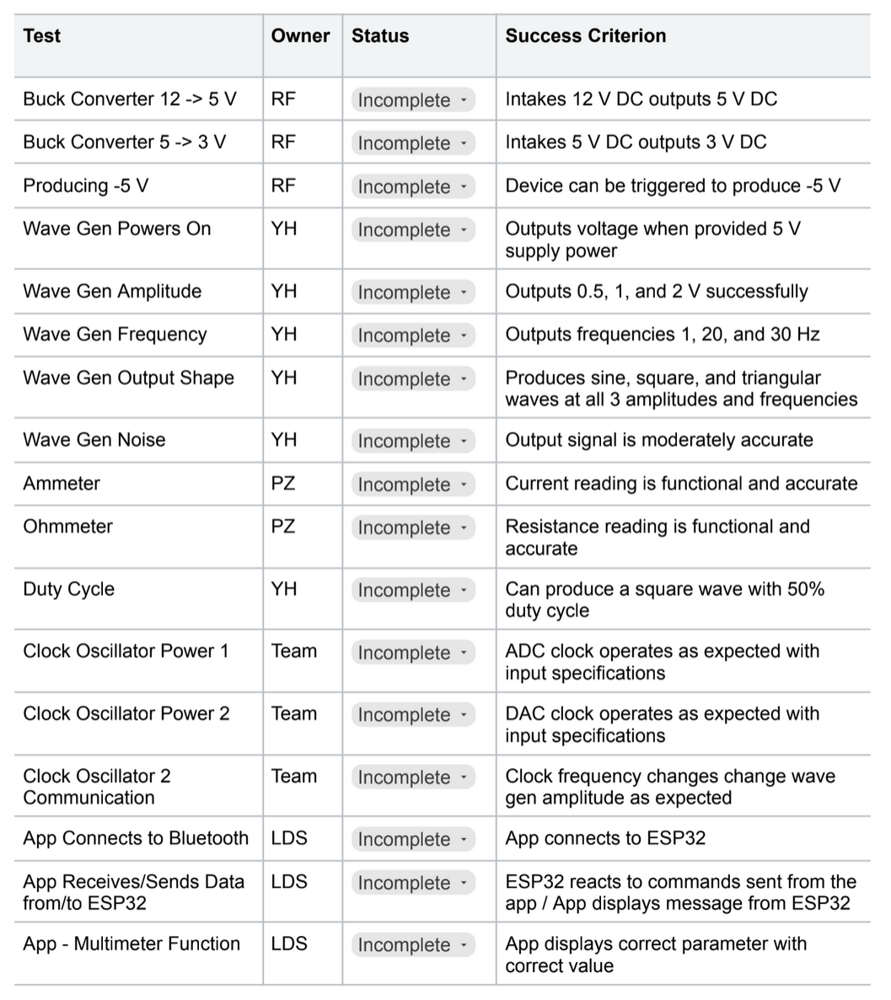 Test Owner Status Success Criterion
Buck Converter 12 -> 5 V RF Incomplete Intakes 12 V DC outputs 5 V DC
Buck Converter 5 -> 3 V RF Incomplete Intakes 5 V DC outputs 3 V DC
Producing -5 V RF Incomplete Device can be triggered to produce -5 V
Wave Gen Powers On YH Incomplete Outputs voltage when provided 5 V
supply power
Wave Gen Amplitude YH Incomplete Outputs 0.5, 1, and 2 V successfully
Wave Gen Frequency YH Incomplete Outputs frequencies 1, 20, and 30 Hz
Wave Gen Output Shape YH Incomplete Produces sine, square, and triangular
waves at all 3 amplitudes and frequencies
Wave Gen Noise YH Incomplete Output signal is moderately accurate
Ammeter PZ Incomplete Current reading is functional and accurate
Ohmmeter PZ Incomplete Resistance reading is functional and
accurate
Duty Cycle YH Incomplete Can produce a square wave with 50%
duty cycle
Clock Oscillator Power 1 Team Incomplete ADC clock operates as expected with
input specifications
Clock Oscillator Power 2 Team Incomplete DAC clock operates as expected with
input specifications
Clock Oscillator 2 Team Incomplete Clock frequency changes change wave
Communication gen amplitude as expected
App Connects to Bluetooth LDS Incomplete App connects to ESP32
App Receives/Sends Data LDS Incomplete ESP32 reacts to commands sent from the
from/to ESP32 app / App displays message from ESP32
App - Multimeter Function LDS Incomplete App displays correct parameter with
correct value